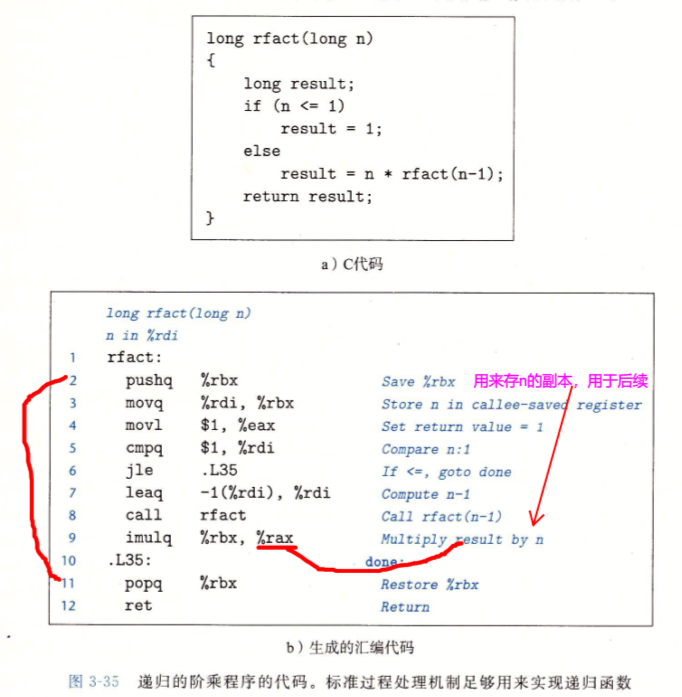 long rfact(long n)
{
    long result;
    if (n <= 1)
        result = 1;
    else
        result = n * rfact(n-1);
    return result;
}
a）C代码
long rfact(long n)
n in %rdi
1 rfact:
2 pushq %rbx Save %rbx 用来存n的副本，用于后续
3 movq %rdi, %rbx Store n in callee-saved register
4 movl $1, %eax Set return value = 1
5 cmpq $1, %rdi Compare n:1
6 jle .L35 If <=, goto done
7 leaq -1(%rdi), %rdi Compute n-1
8 call rfact Call rfact(n-1)
9 imulq %rbx, %rax Multiply result by n
10 .L35: done:
11 popq %rbx Restore %rbx
12 ret Return
b）生成的汇编代码
图 3-35 递归的阶乘程序的代码。标准过程处理机制足够用来实现递归函数